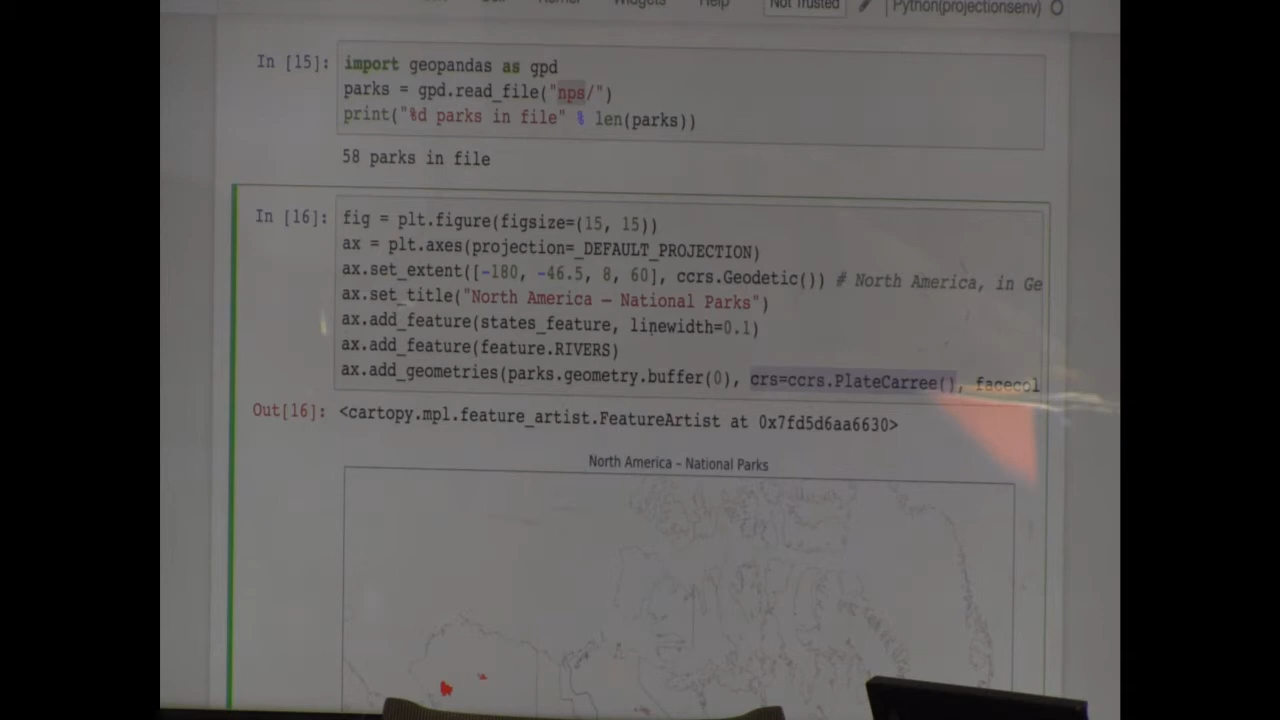 Help
Not Trusted
Python(projectionsenv)
In [15]:
import geopandas as gpd
parks = gpd.read_file("nps/")
print("%d parks in file" % len(parks))
58 parks in file
In [16]:
fig = plt.figure(figsize=(15, 15))
ax = plt.axes(projection=_DEFAULT_PROJECTION)
ax.set_extent([-180, -46.5, 8, 60], ccrs.Geodetic()) # North America, in Ge
ax.set_title("North America – National Parks")
ax.add_feature(states_feature, linewidth=0.1)
ax.add_feature(feature.RIVERS)
ax.add_geometries(parks.geometry.buffer(0), crs=ccrs.PlateCarree(), facecol
Out[16]:
<cartopy.mpl.feature_artist.FeatureArtist at 0x7fd5d6aa6630>
North America – National Parks